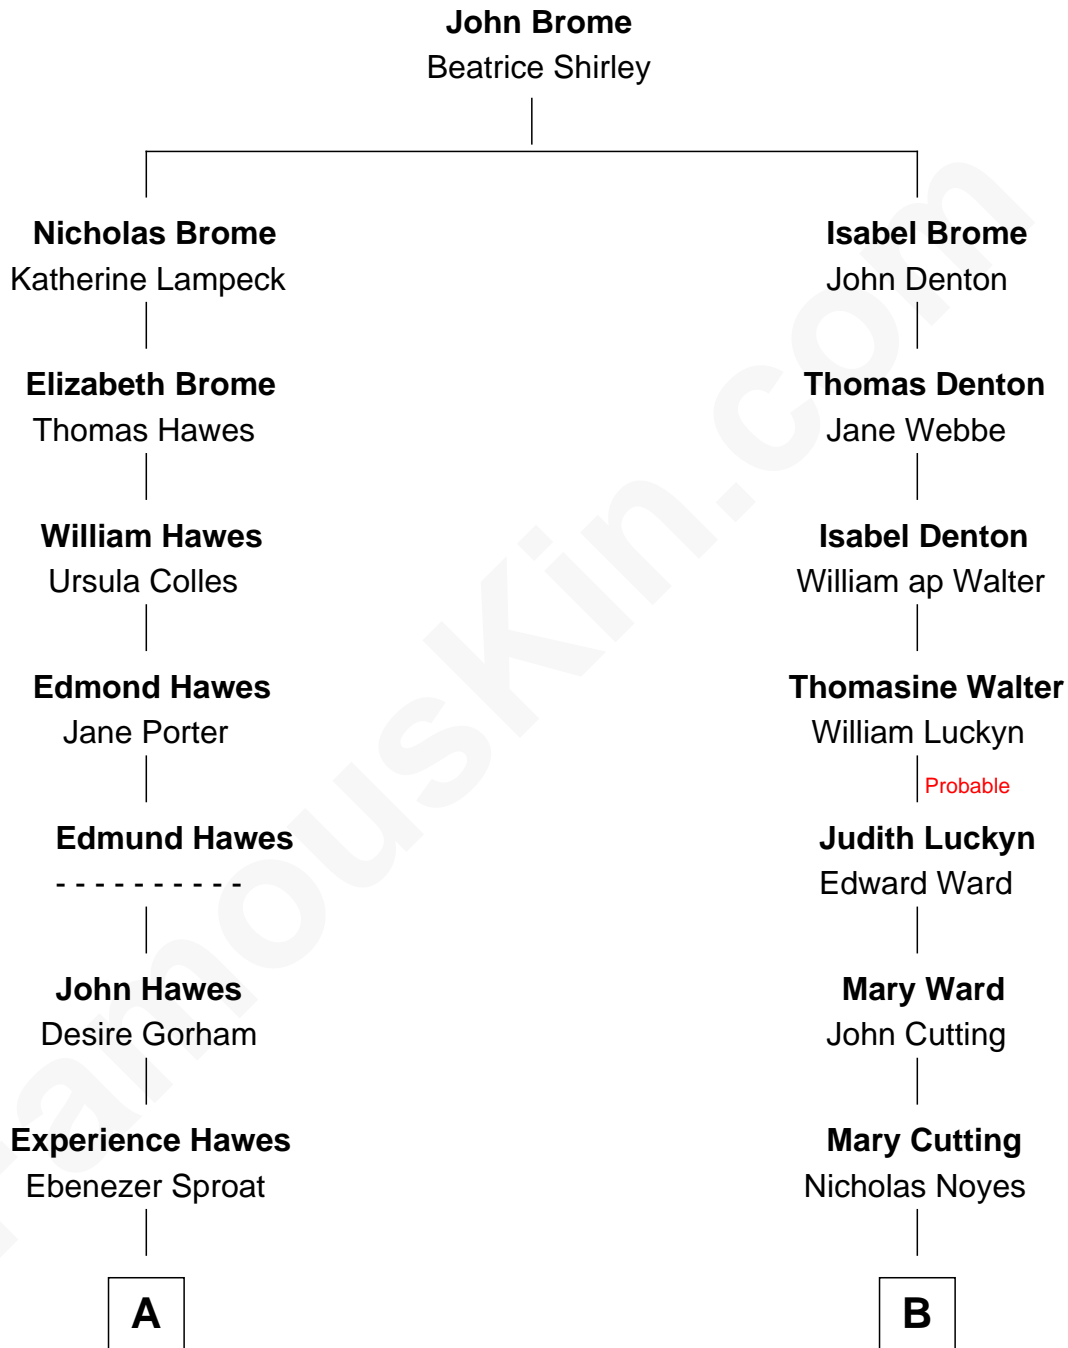 John Brome
Beatrice Shirley
Nicholas Brome
Katherine Lampeck
Isabel Brome
John Denton
Elizabeth Brome
Thomas Hawes
Thomas Denton
Jane Webbe
William Hawes
Ursula Colles
Isabel Denton
William ap Walter
Edmond Hawes
Jane Porter
Thomasine Walter
William Luckyn
Probable
Edmund Hawes
- - - - - - - - - -
Judith Luckyn
Edward Ward
John Hawes
Desire Gorham
Mary Ward
John Cutting
Experience Hawes
Ebenezer Sproat
Mary Cutting
Nicholas Noyes
A
B
FamousKin.com